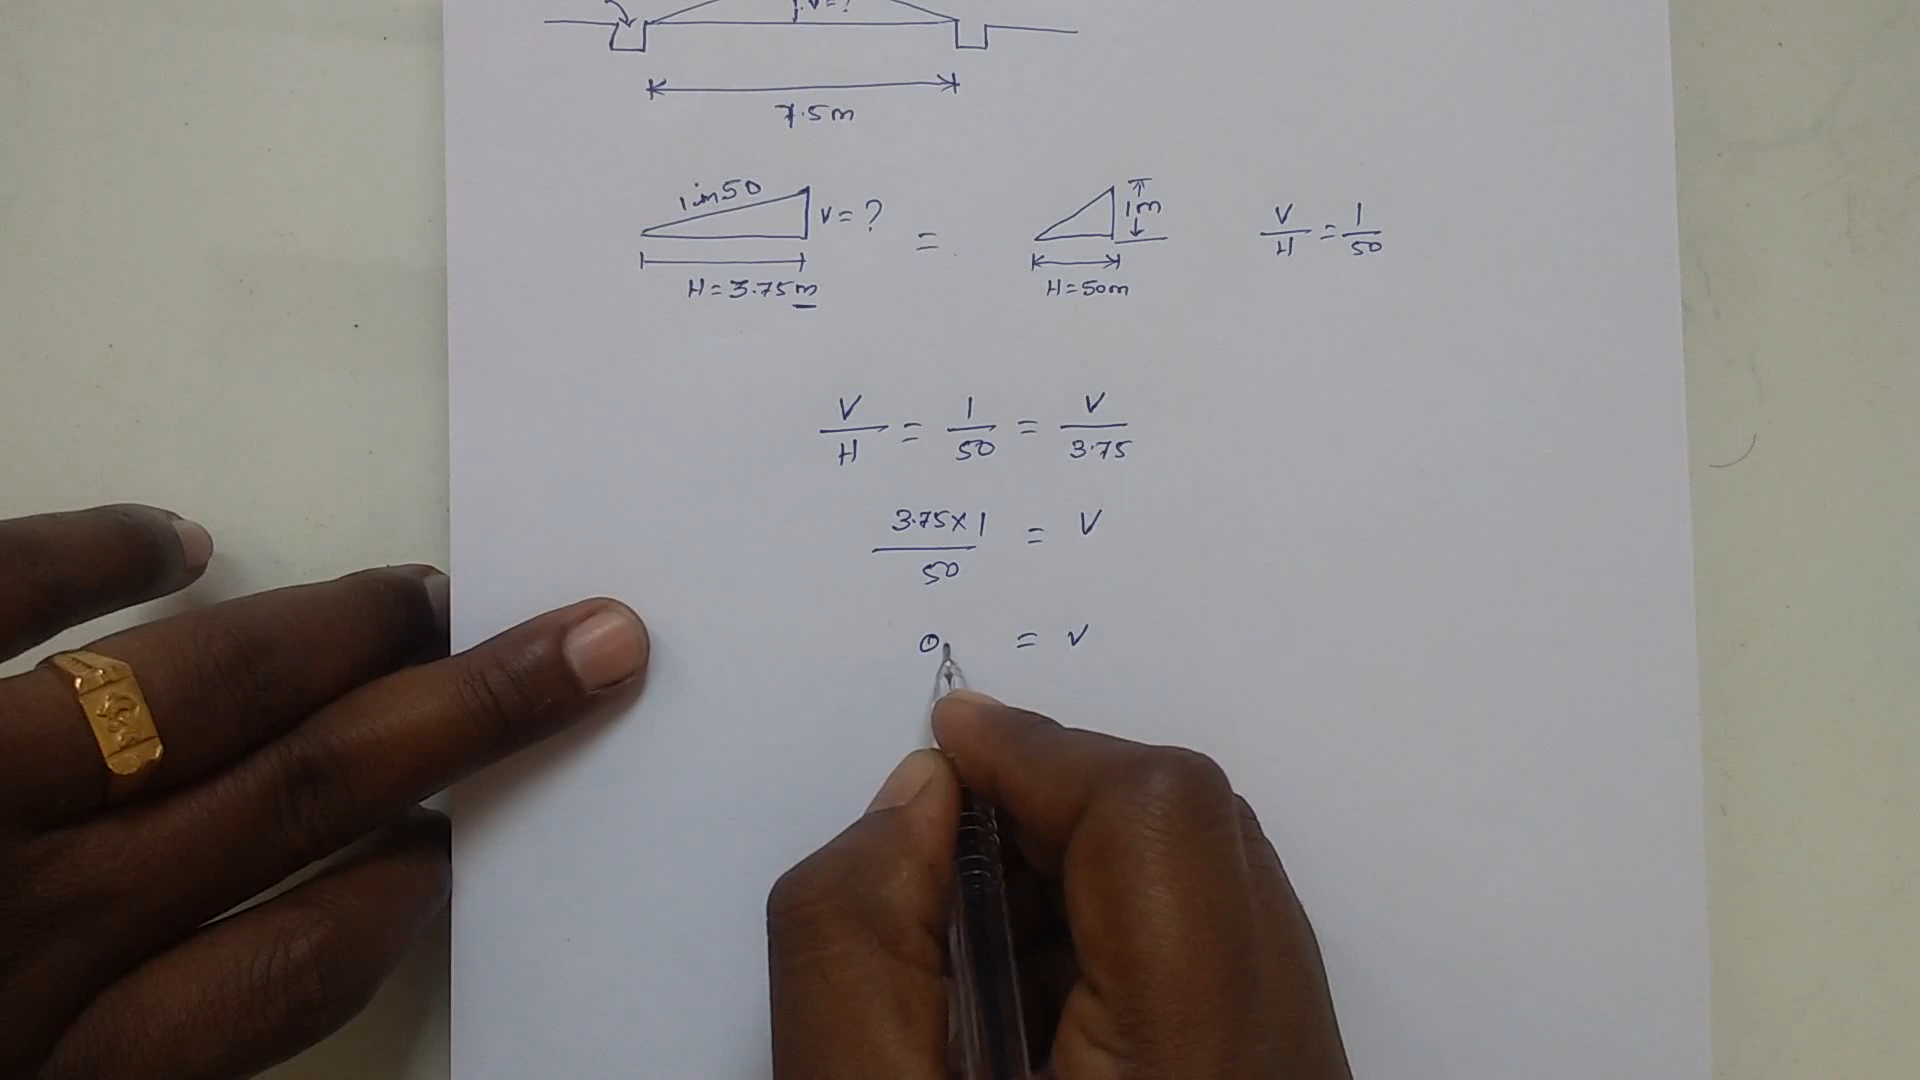 V = ?
7.5m
1 in 50
V = ?
=
1m
V/H = 1/50
H = 3.75m
H = 50m
V/H = 1/50 = V/3.75
3.75 x 1 / 50 = V
0. = V